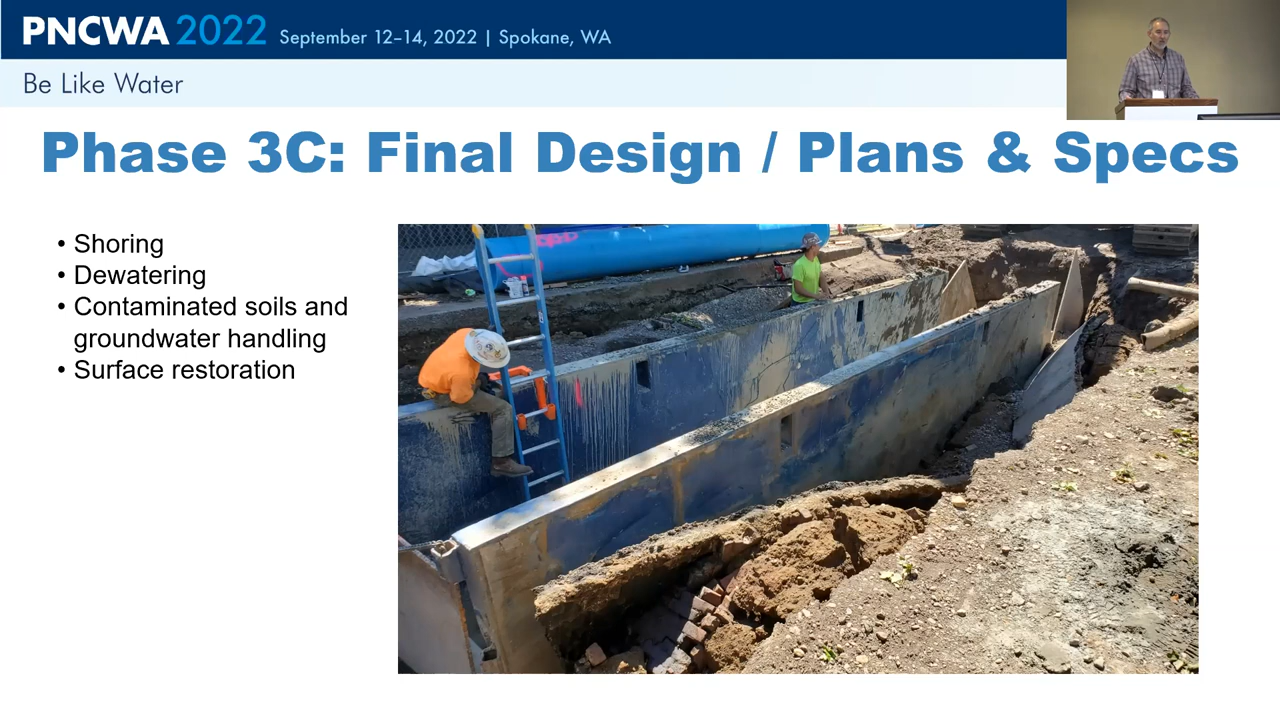 PNCWA 2022 September 12–14, 2022 | Spokane, WA
Be Like Water
Phase 3C: Final Design / Plans & Specs
• Shoring
• Dewatering
• Contaminated soils and
groundwater handling
• Surface restoration